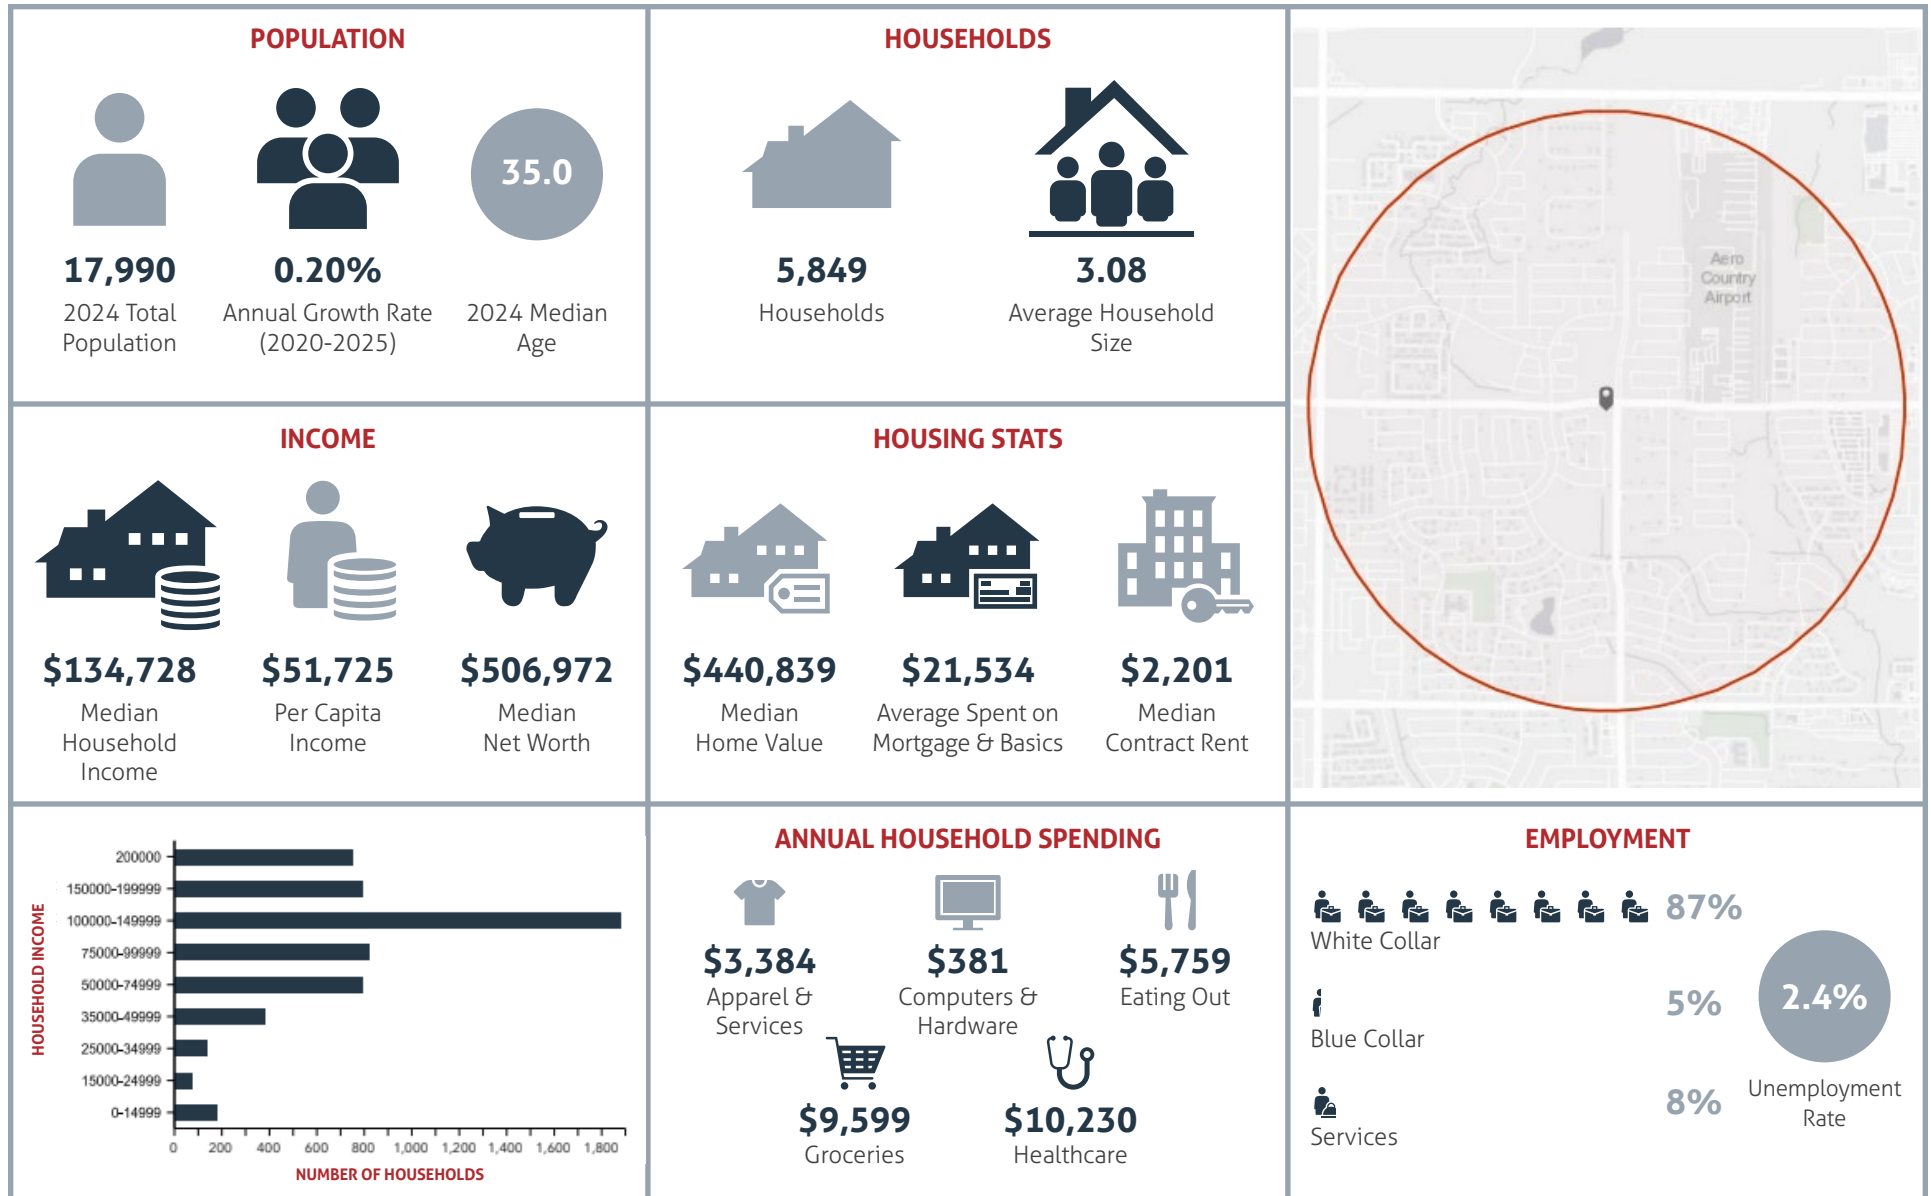 POPULATION
35.0
17,990
0.20%
2024 Total
Population
Annual Growth Rate
(2020-2025)
2024 Median
Age
HOUSEHOLDS
5,849
3.08
Households
Average Household
Size
Aero
Country
Airport
INCOME
$134,728
$51,725
$506,972
Median
Household
Income
Per Capita
Income
Median
Net Worth
HOUSING STATS
$440,839
$21,534
$2,201
Median
Home Value
Average Spent on
Mortgage & Basics
Median
Contract Rent
HOUSEHOLD INCOME
200000
150000-199999
100000-149999
75000-99999
50000-74999
35000-49999
25000-34999
15000-24999
0-14999
0 200 400 600 800 1,000 1,200 1,400 1,600 1,800
NUMBER OF HOUSEHOLDS
ANNUAL HOUSEHOLD SPENDING
$3,384
Apparel &
Services
$381
Computers &
Hardware
$5,759
Eating Out
$9,599
Groceries
$10,230
Healthcare
EMPLOYMENT
87%
White Collar
5%
Blue Collar
8%
Services
2.4%
Unemployment
Rate